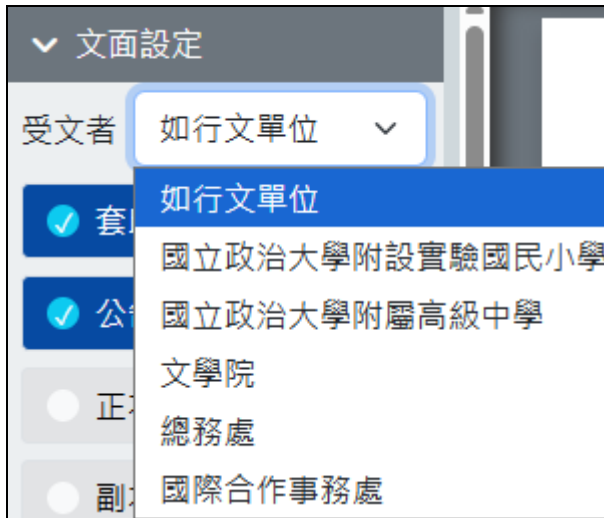 文面設定
受文者 如行文單位
如行文單位
國立政治大學附設實驗國民小學
國立政治大學附屬高級中學
文學院
總務處
國際合作事務處
套
公
正
副